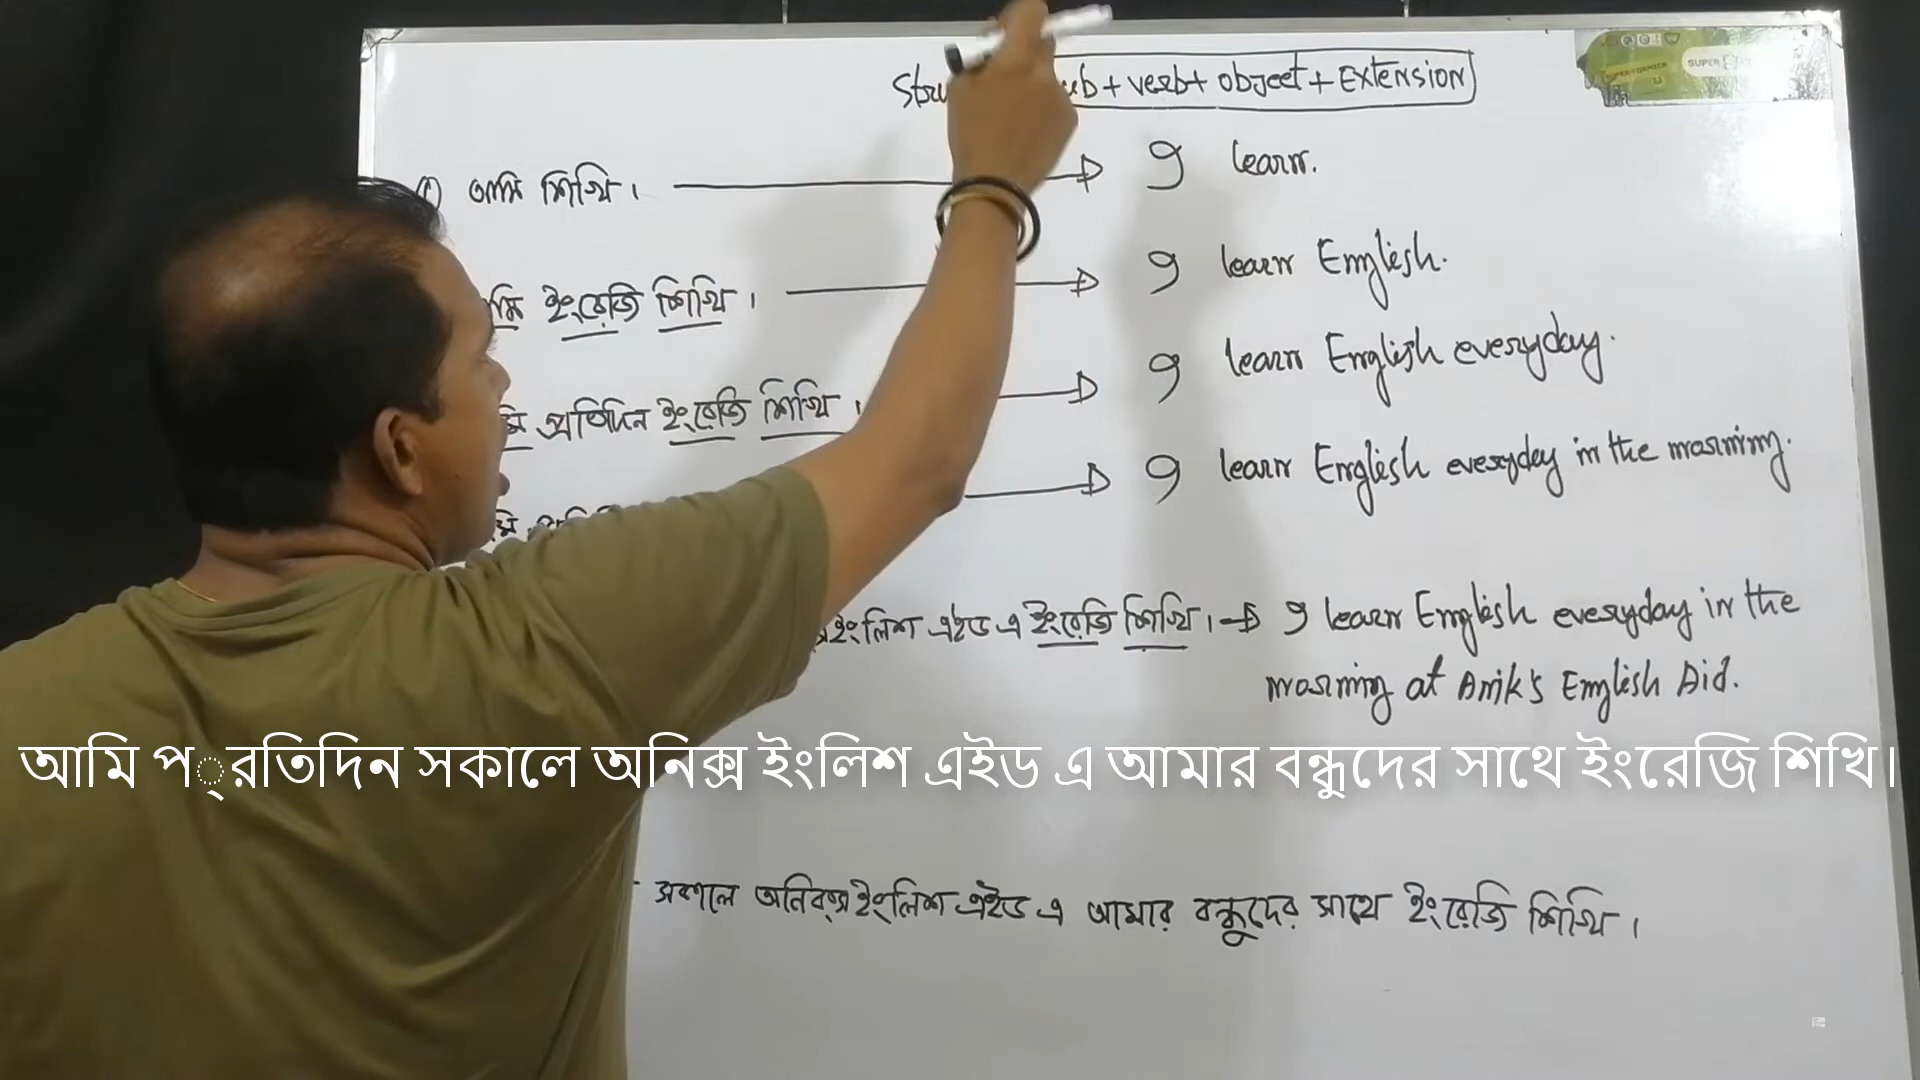 sub + verb + object + Extension
SUPER
আমি শিখি।
I learn.
ইংরেজি শিখি।
I learn English.
প্রতিদিন ইংরেজি শিখি।
I learn English everyday.
I learn English everyday in the morning.
ইংলিশ এইড এ ইংরেজি শিখি।
I learn English everyday in the
morning at Anik's English Aid.
আমি প্রতিদিন সকালে অনিক্স ইংলিশ এইড এ আমার বন্ধুদের সাথে ইংরেজি শিখি।
সকালে অনিক্স ইংলিশ এইড এ আমার বন্ধুদের সাথে ইংরেজি শিখি।